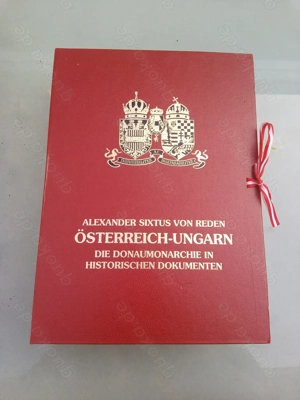 ALEXANDER SIXTUS VON REDEN
ÖSTERREICH-UNGARN
DIE DONAUMONARCHIE IN
HISTORISCHEN DOKUMENTEN